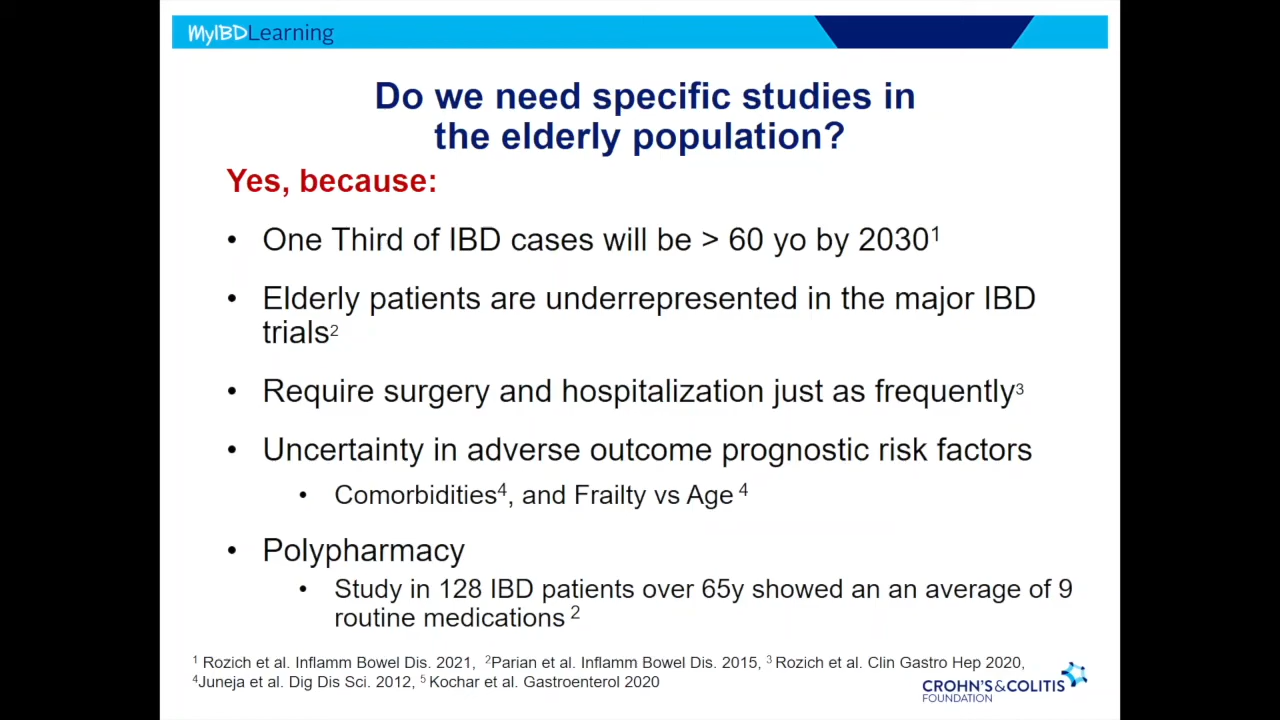 MyIBDLearning
Do we need specific studies in
the elderly population?
Yes, because:
• One Third of IBD cases will be > 60 yo by 2030¹
• Elderly patients are underrepresented in the major IBD
trials²
• Require surgery and hospitalization just as frequently³
• Uncertainty in adverse outcome prognostic risk factors
• Comorbidities⁴, and Frailty vs Age ⁴
• Polypharmacy
• Study in 128 IBD patients over 65y showed an an average of 9
routine medications ²
¹ Rozich et al. Inflamm Bowel Dis. 2021, ²Parian et al. Inflamm Bowel Dis. 2015, ³ Rozich et al. Clin Gastro Hep 2020,
⁴Juneja et al. Dig Dis Sci. 2012, ⁵ Kochar et al. Gastroenterol 2020
CROHN'S&COLITIS
FOUNDATION